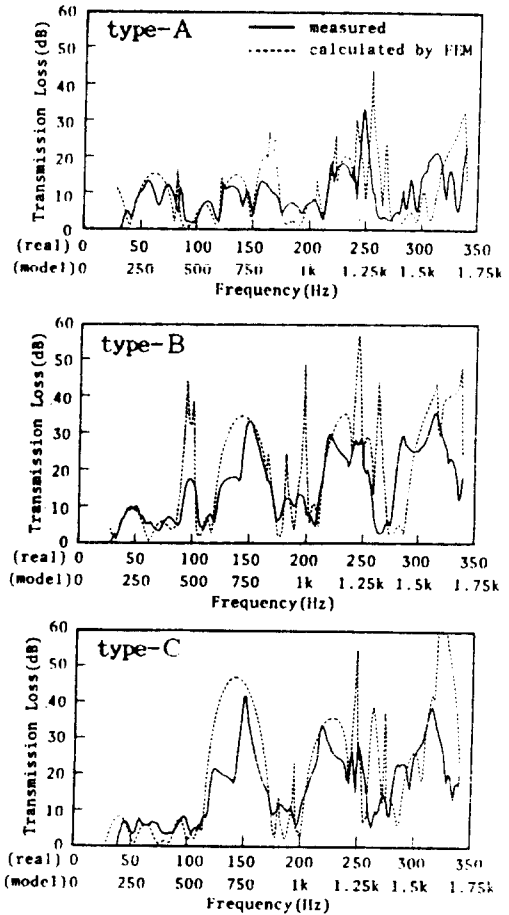 60
type-A
measured
50
calculated by FEM
40
30
20
10
0
Transmission Loss(dB)
(real) 0 50 100 150 200 250 300 350
(model)0 250 500 750 1k 1.25k 1.5k 1.75k
Frequency(Hz)
60
type-B
50
40
30
20
10
0
Transmission Loss(dB)
(real) 0 50 100 150 200 250 300 350
(model)0 250 500 750 1k 1.25k 1.5k 1.75k
Frequency(Hz)
60
type-C
50
40
30
20
10
0
Transmission Loss(dB)
(real) 0 50 100 150 200 250 300 350
(model)0 250 500 750 1k 1.25k 1.5k 1.75k
Frequency(Hz)